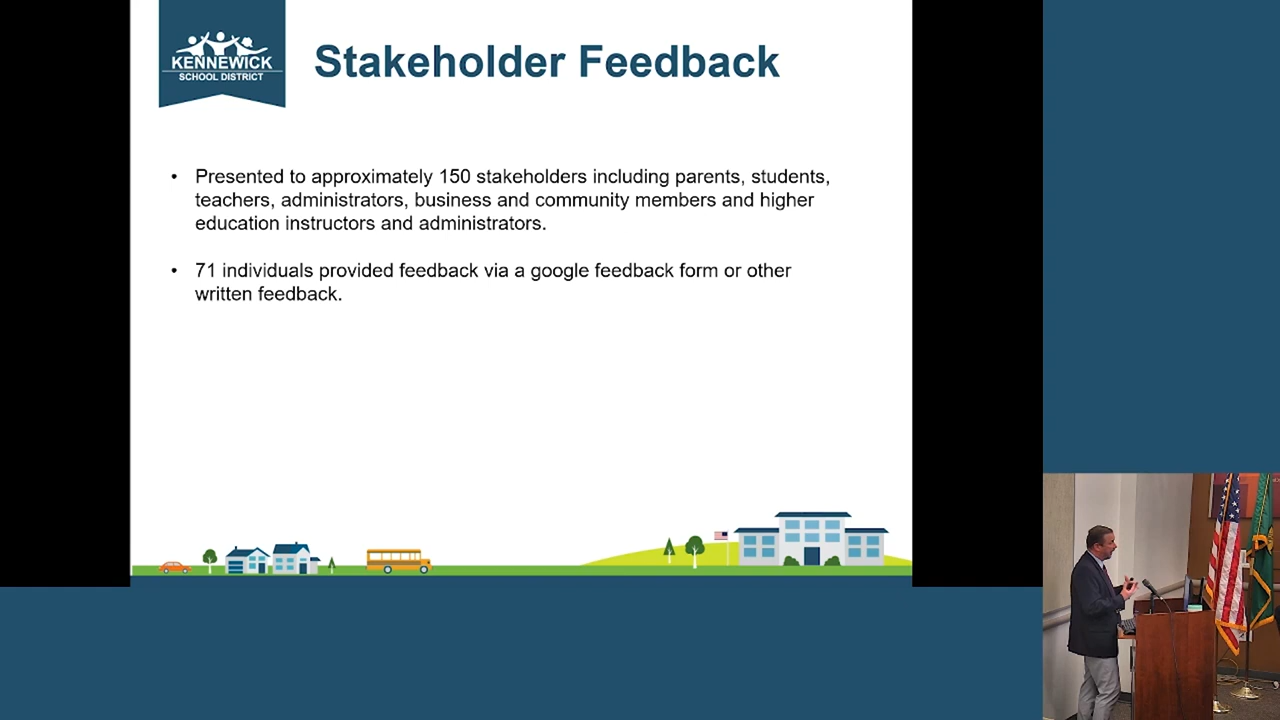 KENNEWICK
SCHOOL DISTRICT
Stakeholder Feedback
• Presented to approximately 150 stakeholders including parents, students,
teachers, administrators, business and community members and higher
education instructors and administrators.
• 71 individuals provided feedback via a google feedback form or other
written feedback.